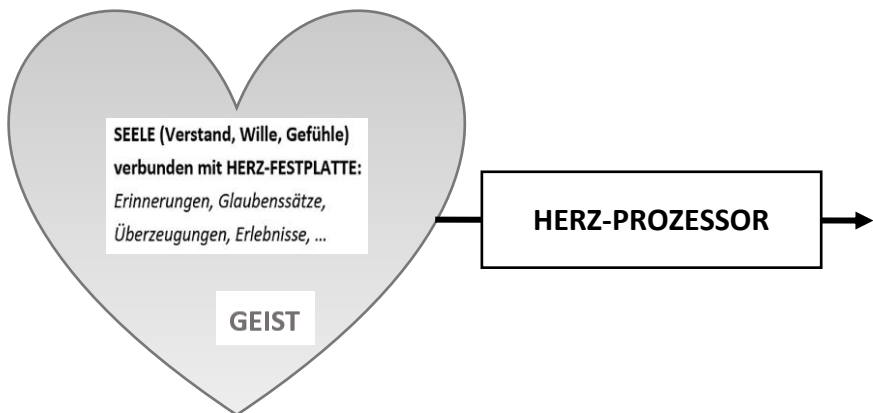 SEELE (Verstand, Wille, Gefühle)
verbunden mit HERZ-FESTPLATTE:
Erinnerungen, Glaubenssätze,
Überzeugungen, Erlebnisse, ...
HERZ-PROZESSOR
GEIST